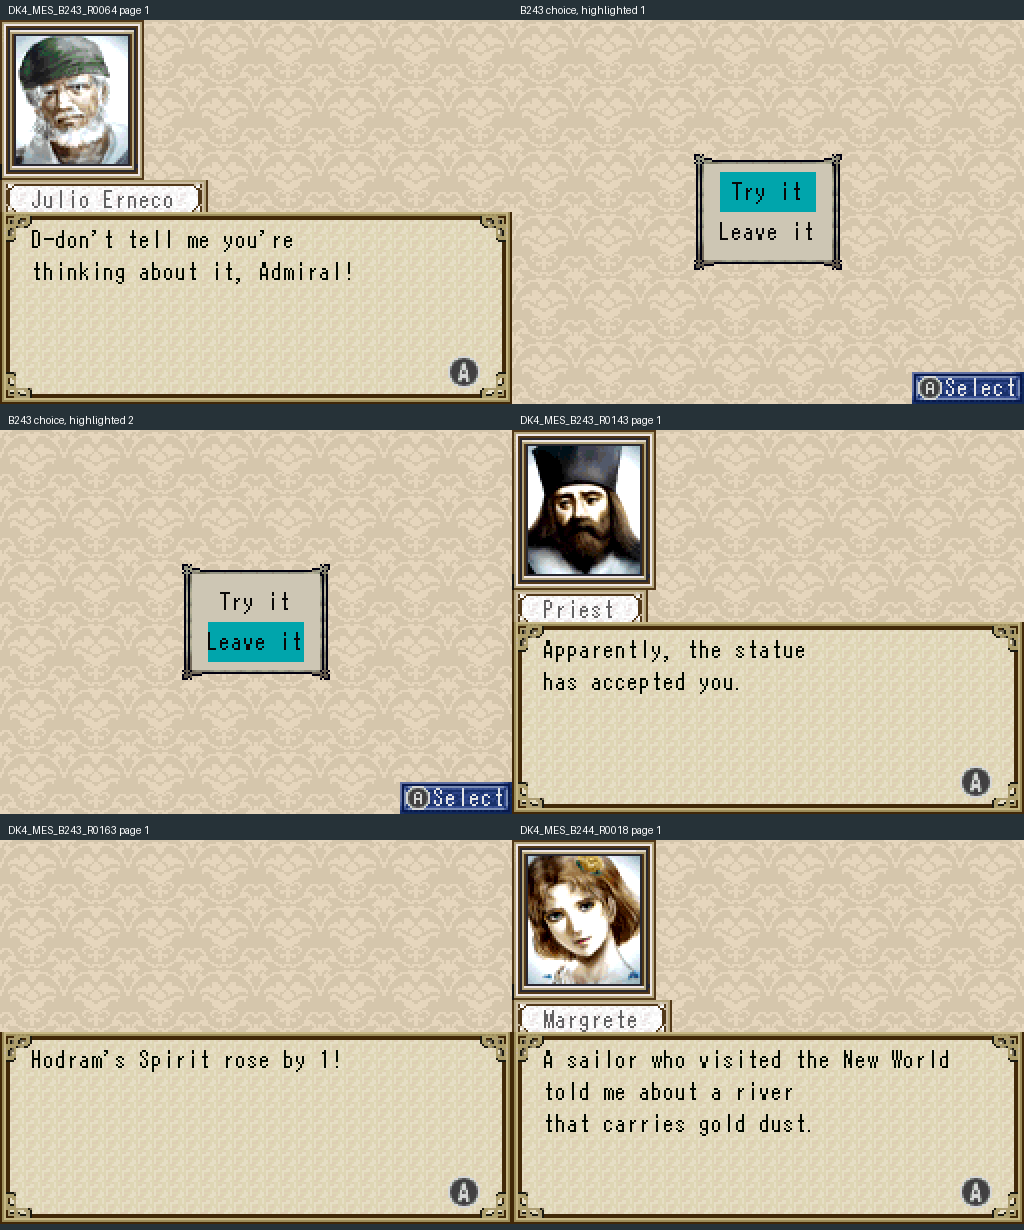 DK4_MES_B243_R0064 page 1
Julio Erneco
D-don't tell me you're
thinking about it, Admiral!
A
B243 choice, highlighted 1
Try it
Leave it
A Select
B243 choice, highlighted 2
Try it
Leave it
A Select
DK4_MES_B243_R0143 page 1
Priest
Apparently, the statue
has accepted you.
A
DK4_MES_B243_R0163 page 1
Hodram's Spirit rose by 1!
A
DK4_MES_B244_R0018 page 1
Margrete
A sailor who visited the New World
told me about a river
that carries gold dust.
A